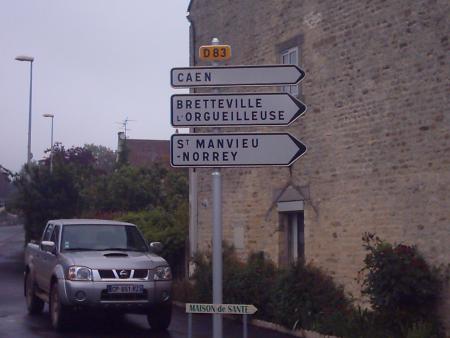 D83
CAEN
BRETTEVILLE
L'ORGUEILLEUSE
ST MANVIEU
-NORREY
MAISON de SANTE